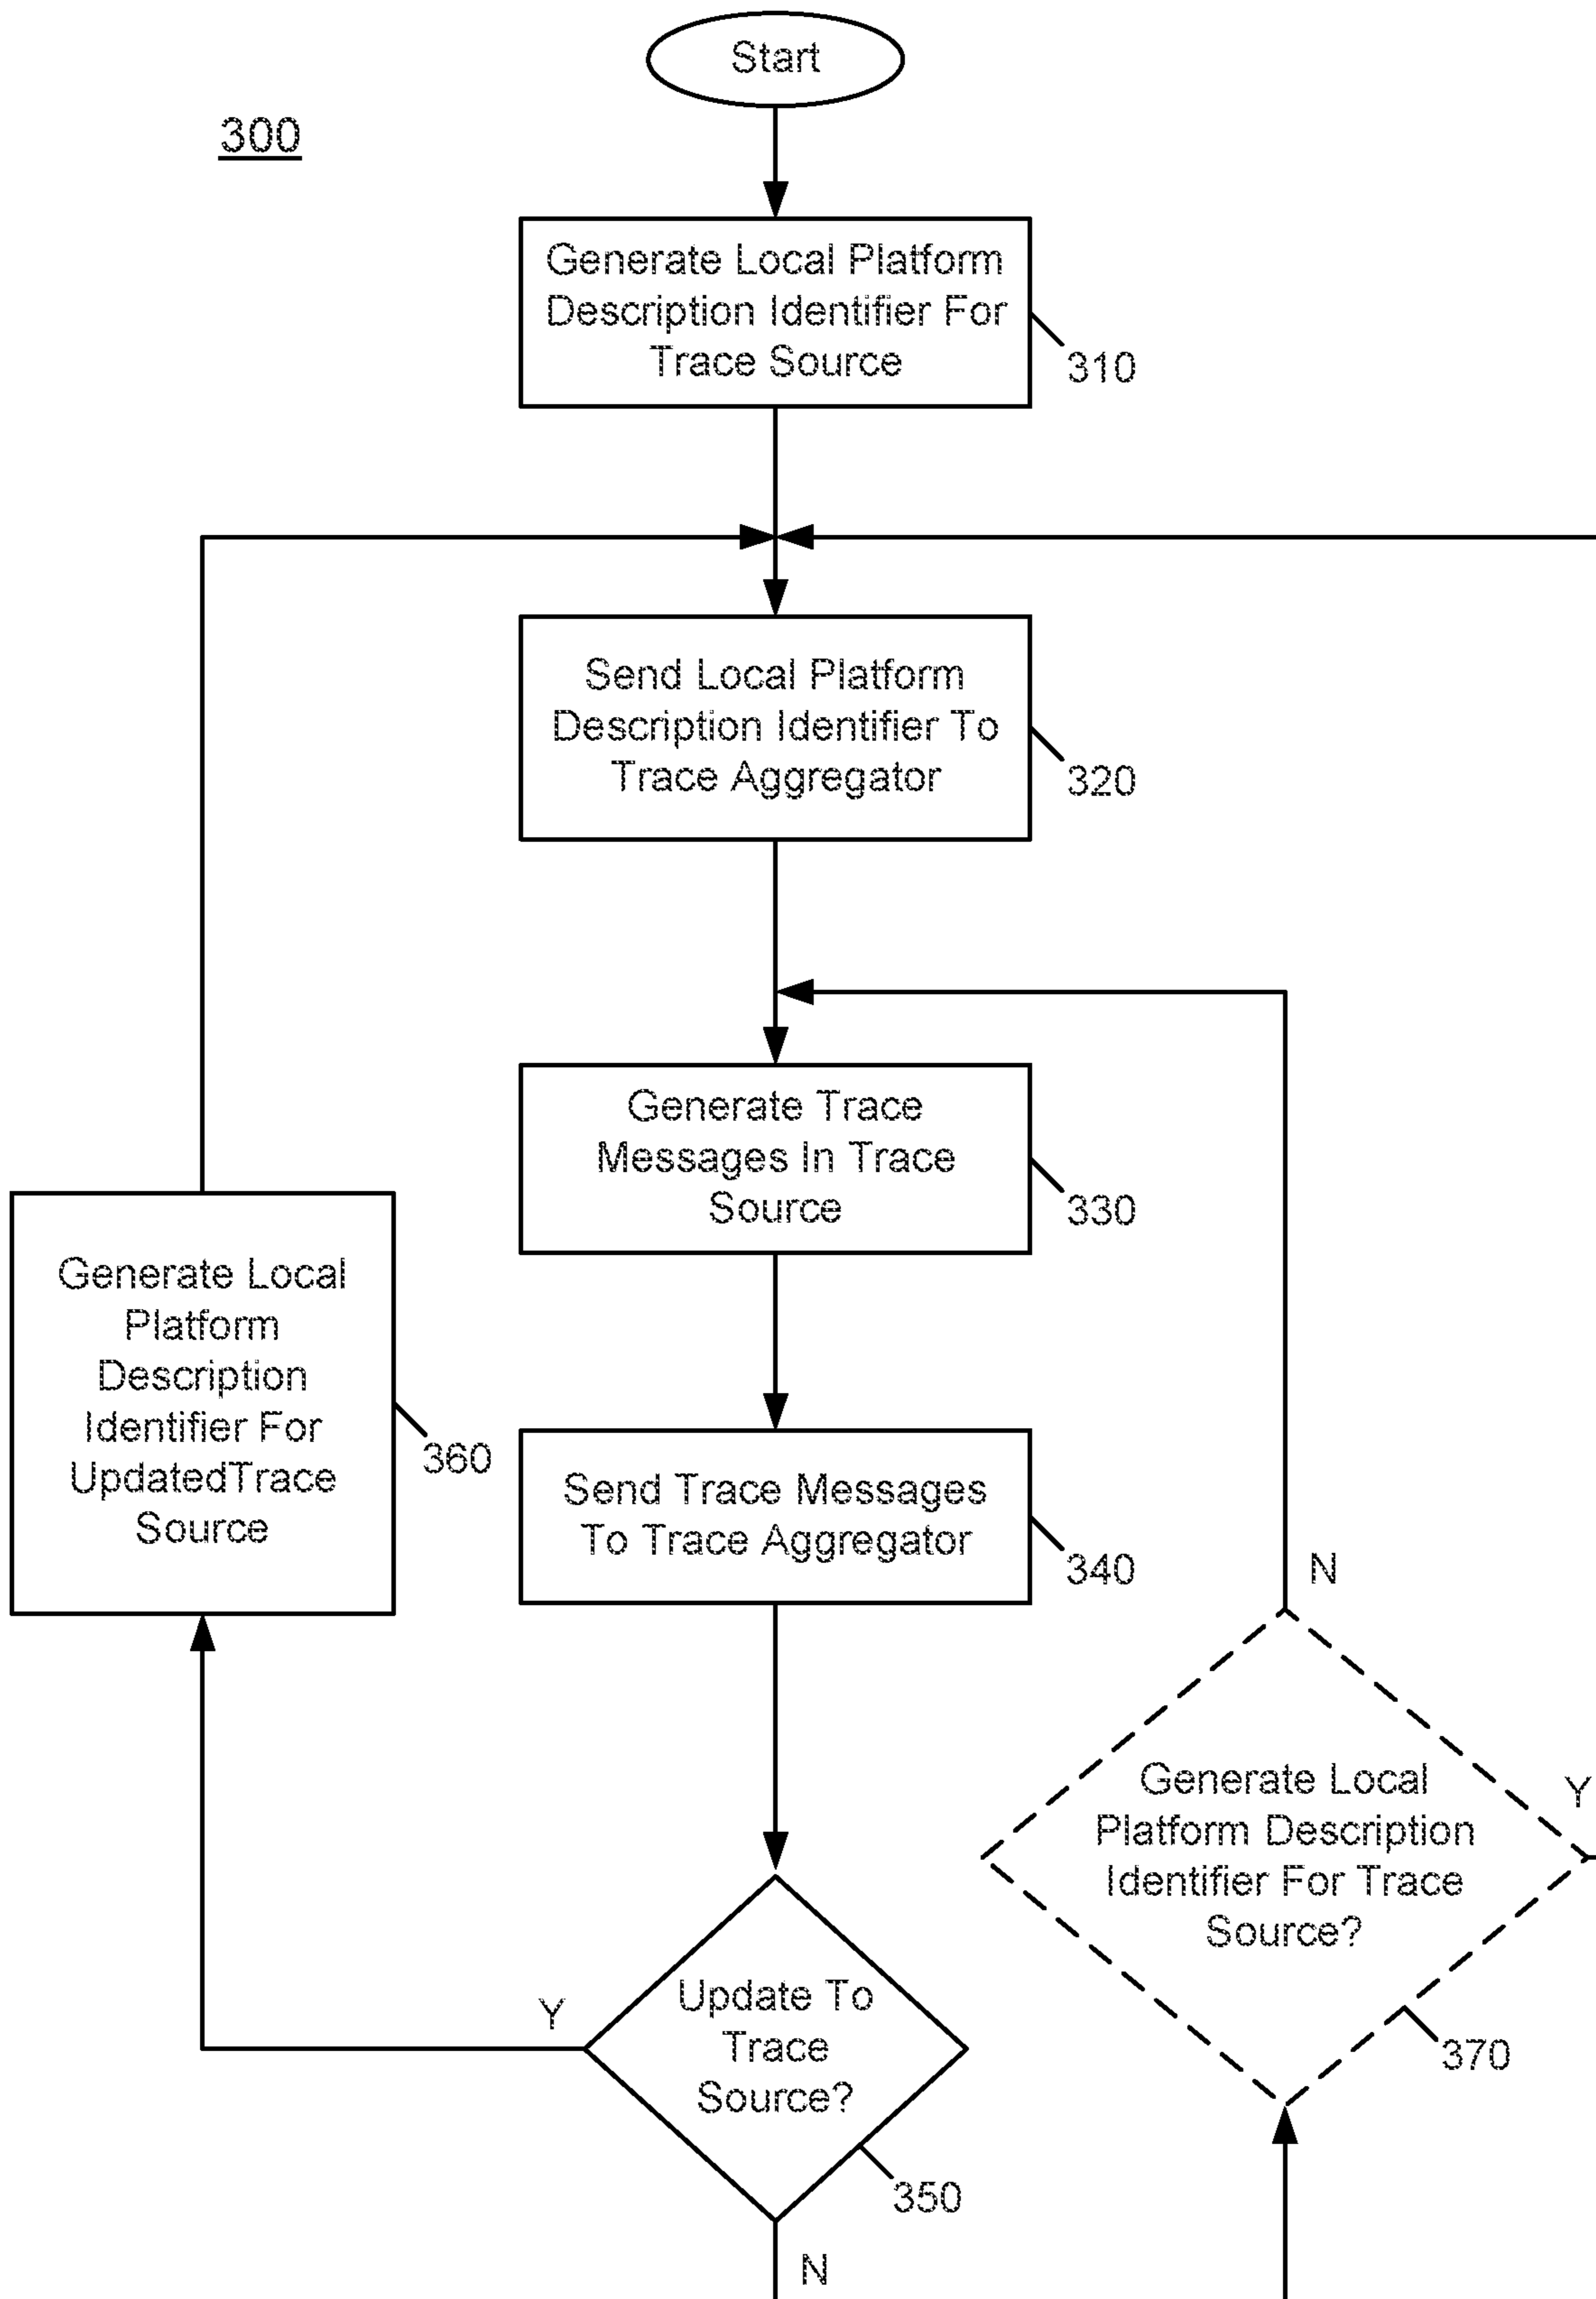 Start
300
Generate Local Platform
Description Identifier For
Trace Source
310
Send Local Platform
Description Identifier To
Trace Aggregator
320
Generate Trace
Messages In Trace
Source
330
Generate Local
Platform
Description
Identifier For
UpdatedTrace
Source
360
Send Trace Messages
To Trace Aggregator
340
N
Generate Local
Platform Description
Identifier For Trace
Source?
Y
370
Update To
Trace
Source?
Y
350
N